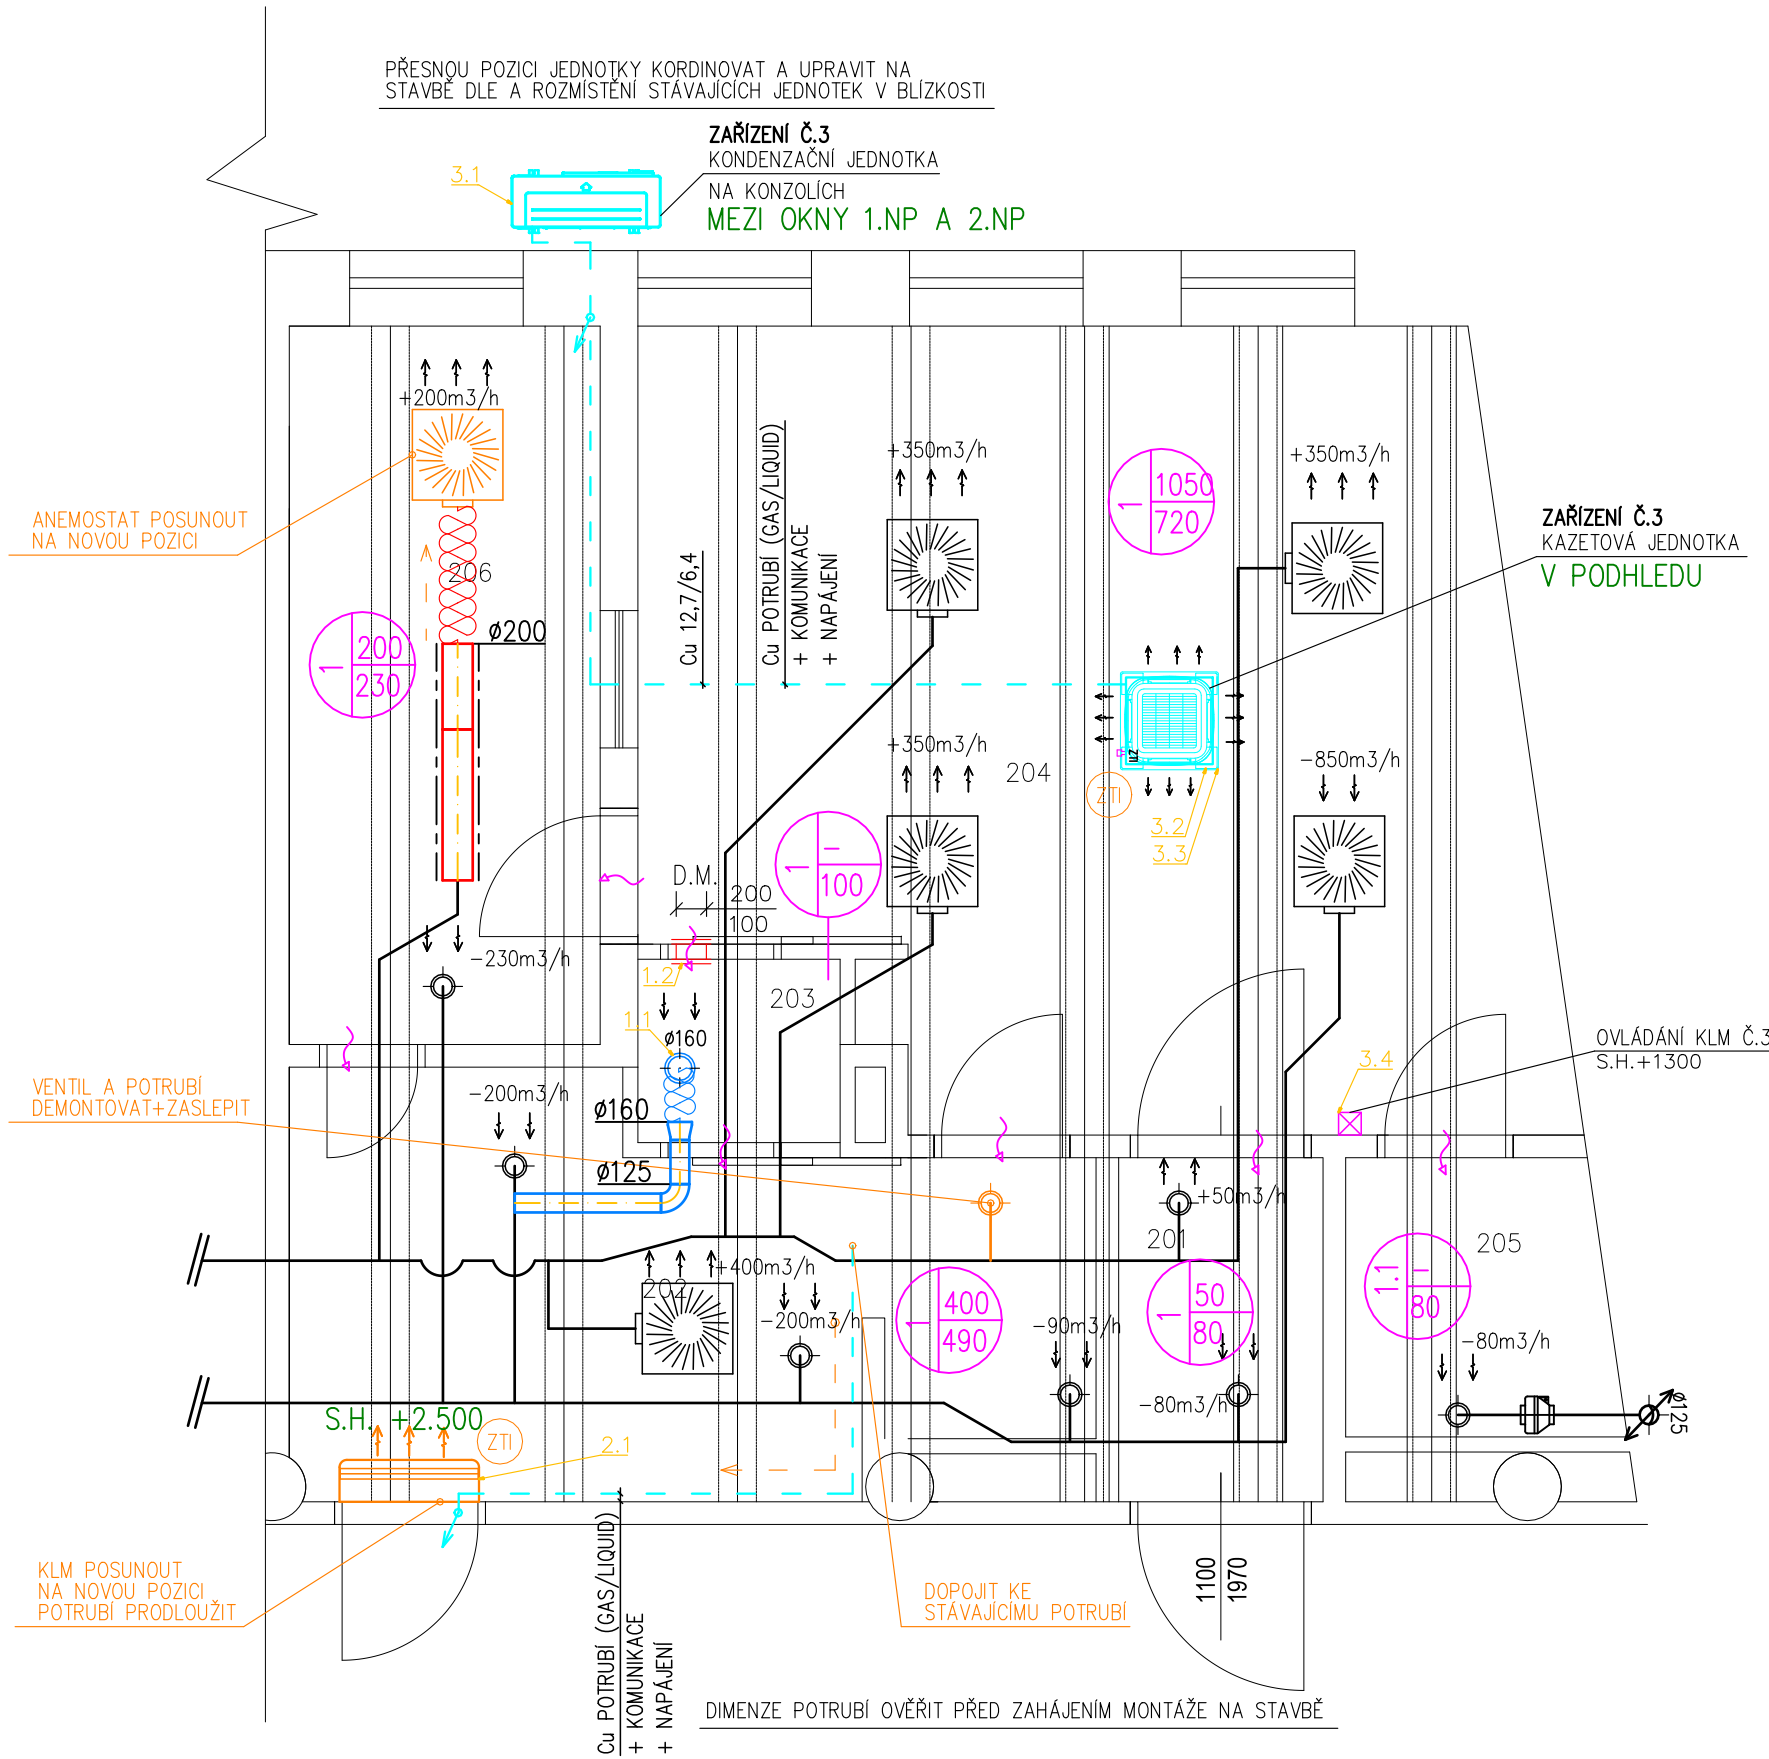 PŘESNOU POZICI JEDNOTKY KORDINOVAT A UPRAVIT NA
STAVBĚ DLE A ROZMÍSTĚNÍ STÁVAJÍCÍCH JEDNOTEK V BLÍZKOSTI
ZAŘÍZENÍ Č.3
KONDENZAČNÍ JEDNOTKA
NA KONZOLÍCH
MEZI OKNY 1.NP A 2.NP
3.1
+200m3/h
ANEMOSTAT POSUNOUT
NA NOVOU POZICI
206
ø200
1
200
230
Cu 12,7/6,4
Cu POTRUBÍ (GAS/LIQUID)
+ KOMUNIKACE
+ NAPÁJENÍ
+350m3/h
+350m3/h
1
1050
720
+350m3/h
ZAŘÍZENÍ Č.3
KAZETOVÁ JEDNOTKA
V PODHLEDU
204
ZTI
ZTI
3.2
3.3
-850m3/h
1
-
100
D.M.
200
100
1.2
203
-230m3/h
1.1
ø160
-200m3/h
ø160
ø125
VENTIL A POTRUBÍ
DEMONTOVAT+ZASLEPIT
OVLÁDÁNÍ KLM Č.3
S.H.+1300
3.4
+50m3/h
201
205
+400m3/h
202
-200m3/h
1
400
490
-90m3/h
1
50
80
-80m3/h
1.1
-
80
-80m3/h
ø125
S.H. +2.500
ZTI
2.1
KLM POSUNOUT
NA NOVOU POZICI
POTRUBÍ PRODLOUŽIT
Cu POTRUBÍ (GAS/LIQUID)
+ KOMUNIKACE
+ NAPÁJENÍ
DOPOJIT KE
STÁVAJÍCÍMU POTRUBÍ
1100
1970
DIMENZE POTRUBÍ OVĚŘIT PŘED ZAHÁJENÍM MONTÁŽE NA STAVBĚ